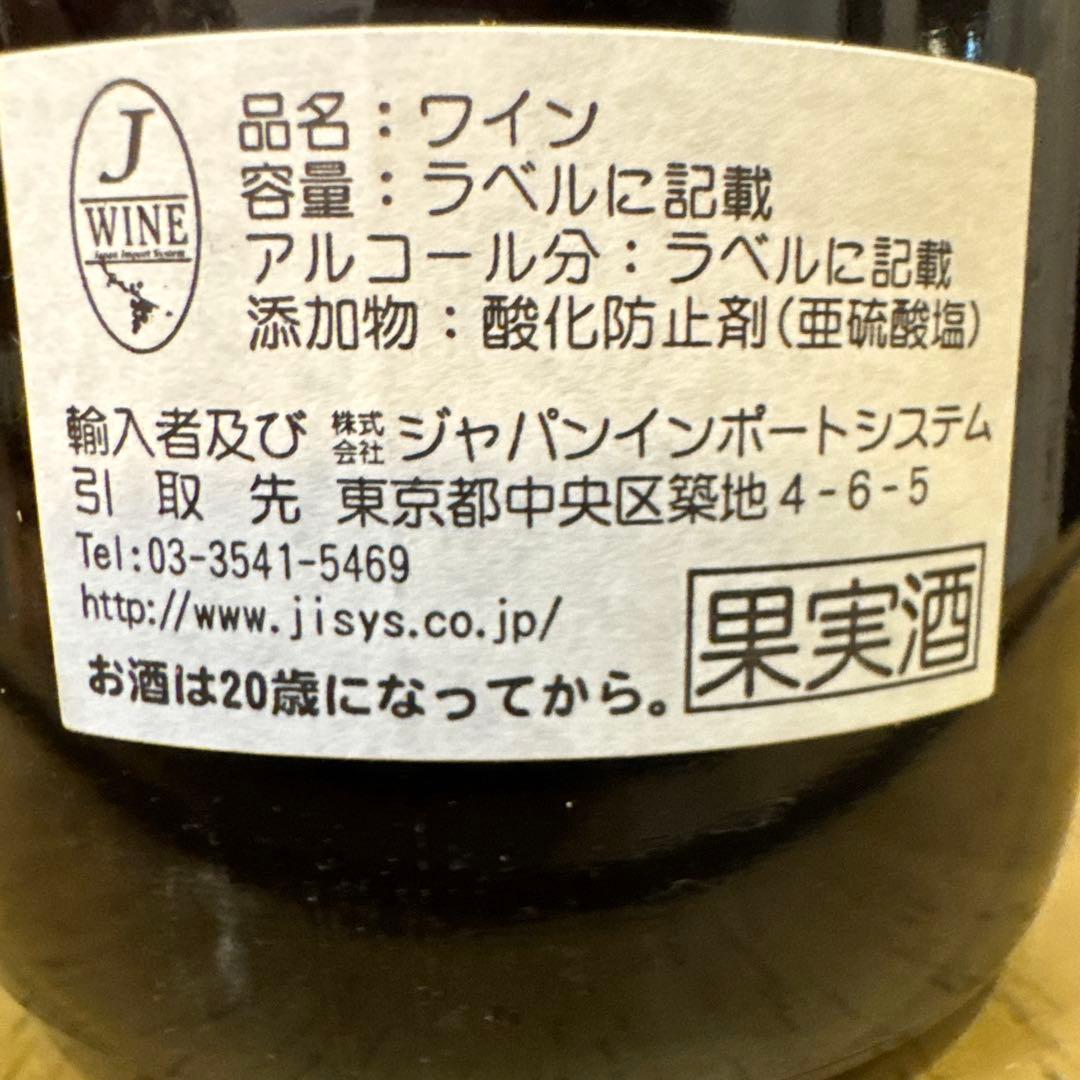 J
WINE
Japan Import System
品名：ワイン
容量：ラベルに記載
アルコール分：ラベルに記載
添加物：酸化防止剤(亜硫酸塩)
輸入者及び 株式会社 ジャパンインポートシステム
引取先 東京都中央区築地4-6-5
Tel:03-3541-5469
http://www.jisys.co.jp/
お酒は20歳になってから。
果実酒